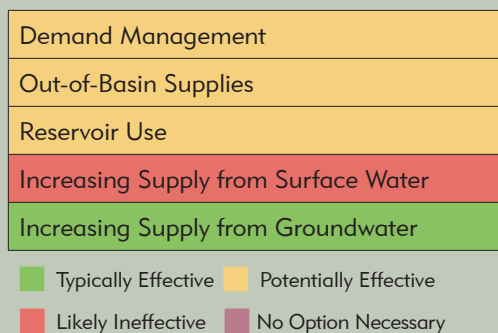 Demand Management
Out-of-Basin Supplies
Reservoir Use
Increasing Supply from Surface Water
Increasing Supply from Groundwater
Typically Effective Potentially Effective
Likely Ineffective No Option Necessary